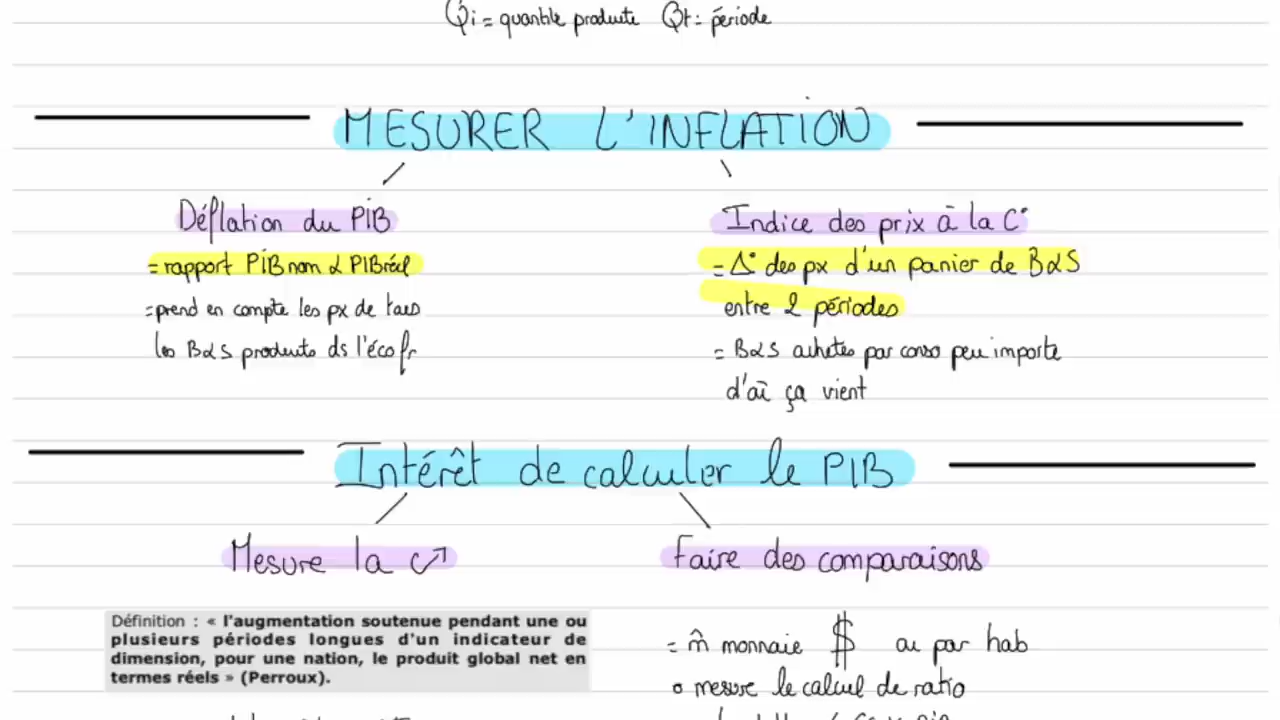 Qi = quantité produite Qt = période
MESURER L'INFLATION
Déflation du PIB
= rapport PIB nom & PIB réel
= prend en compte les px de tous
les B&S produits ds l'éco fr
Indice des prix à la C°
= Δ° des px d'un panier de B&S
entre 2 périodes
= B&S achetés par conso peu importe
d'où ça vient
Intérêt de calculer le PIB
Mesure la c↗
Définition : « l'augmentation soutenue pendant une ou
plusieurs périodes longues d'un indicateur de
dimension, pour une nation, le produit global net en
termes réels » (Perroux).
Faire des comparaisons
= m̂ monnaie $ ou par hab
• mesure le calcul de ratio